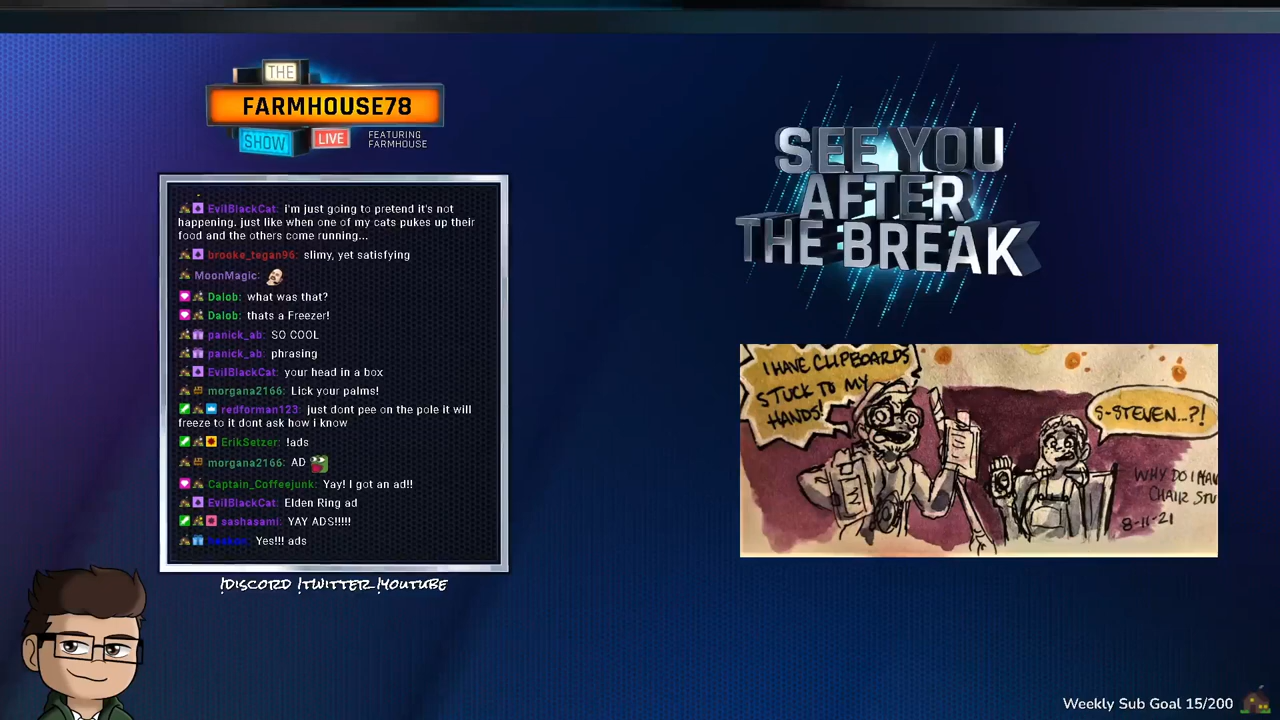 THE
FARMHOUSE78
SHOW
LIVE
FEATURING
FARMHOUSE
EvilBlackCat: i'm just going to pretend it's not
happening. just like when one of my cats pukes up their
food and the others come running...
brooke_tegan96: slimy, yet satisfying
MoonMagic:
Dalob: what was that?
Dalob: thats a Freezer!
panick_ab: SO COOL
panick_ab: phrasing
EvilBlackCat: your head in a box
morgana2166: Lick your palms!
redforman123: just dont pee on the pole it will
freeze to it dont ask how i know
ErikSetzer: !ads
morgana2166: AD
Captain_Coffeejunk: Yay! I got an ad!!
EvilBlackCat: Elden Ring ad
sashasami: YAY ADS!!!!!
Yes!!! ads
!DISCORD !TWITTER !YOUTUBE
SEE YOU
AFTER
THE BREAK
I HAVE CLIPBOARDS
STUCK TO MY
HANDS!
S-STEVEN...?!
WHY DO I HAV
CHAIR STU
8-11-21
Weekly Sub Goal 15/200